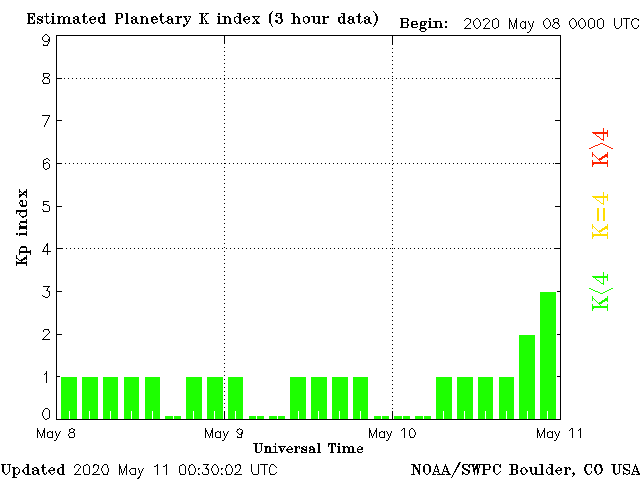 Estimated Planetary K index (3 hour data)
Begin: 2020 May 08 0000 UTC
9
8
7
6
5
4
3
2
1
0
Kp index
K>4
K=4
K<4
May 8
May 9
May 10
May 11
Universal Time
Updated 2020 May 11 00:30:02 UTC
NOAA/SWPC Boulder, CO USA